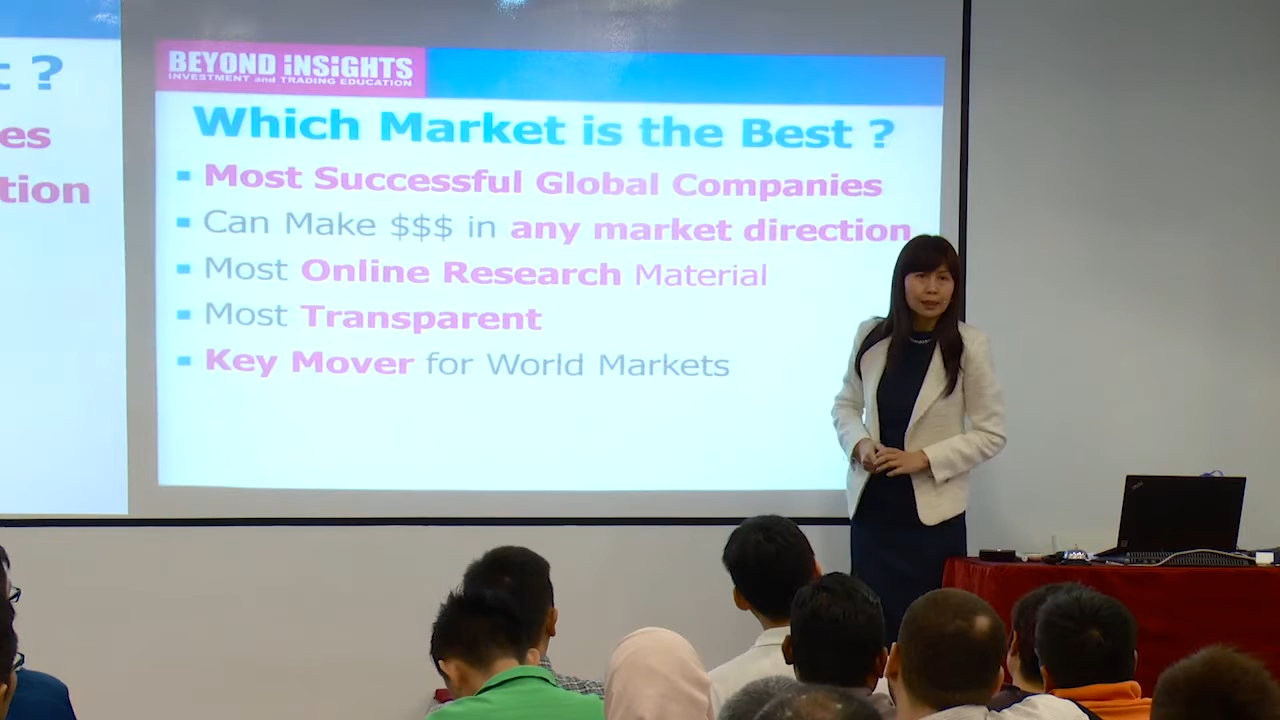 t ?
es
tion
BEYOND iNSiGHTS
INVESTMENT and TRADING EDUCATION
Which Market is the Best ?
Most Successful Global Companies
Can Make $$$ in any market direction
Most Online Research Material
Most Transparent
Key Mover for World Markets